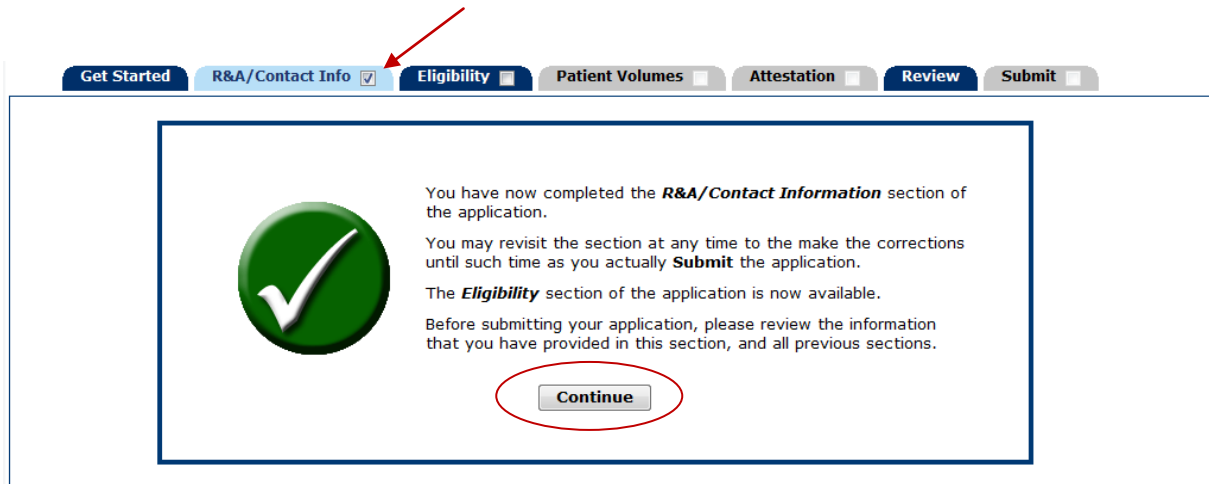 Get Started R&A/Contact Info Eligibility Patient Volumes Attestation Review Submit
You have now completed the R&A/Contact Information section of
the application.
You may revisit the section at any time to the make the corrections
until such time as you actually Submit the application.
The Eligibility section of the application is now available.
Before submitting your application, please review the information
that you have provided in this section, and all previous sections.
Continue